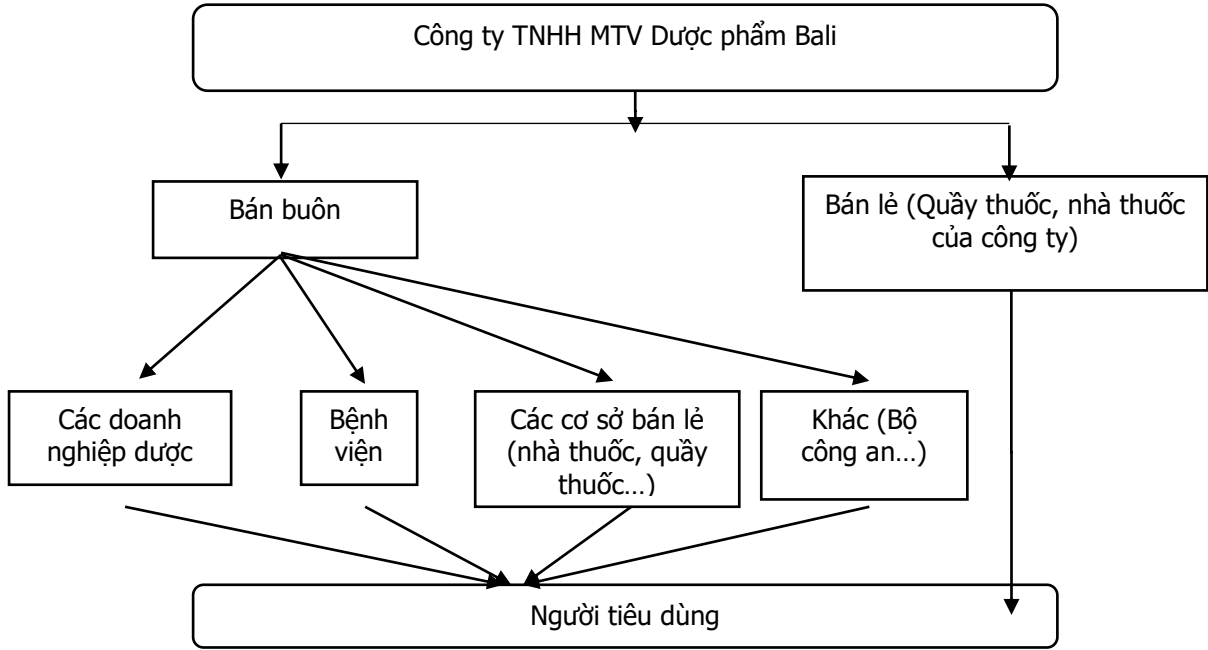 Công ty TNHH MTV Dược phẩm Bali
Bán buôn
Bán lẻ (Quầy thuốc, nhà thuốc
của công ty)
Các doanh
nghiệp dược
Bệnh
viện
Các cơ sở bán lẻ
(nhà thuốc, quầy
thuốc…)
Khác (Bộ
công an…)
Người tiêu dùng